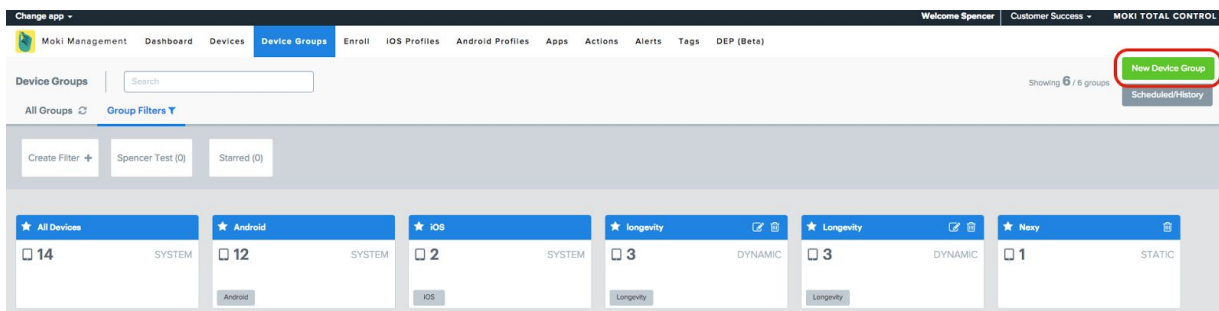 Change app Welcome Spencer Customer Success MOKI TOTAL CONTROL
Moki Management Dashboard Devices Device Groups Enroll iOS Profiles Android Profiles Apps Actions Alerts Tags DEP (Beta)
New Device Group
Device Groups Search Showing 6 / 6 groups
Scheduled/History
All Groups Group Filters
Create Filter + Spencer Test (0) Starred (0)
All Devices Android iOS longevity Longevity Nexy
14 SYSTEM 12 SYSTEM 2 SYSTEM 3 DYNAMIC 3 DYNAMIC 1 STATIC
Android iOS Longevity Longevity